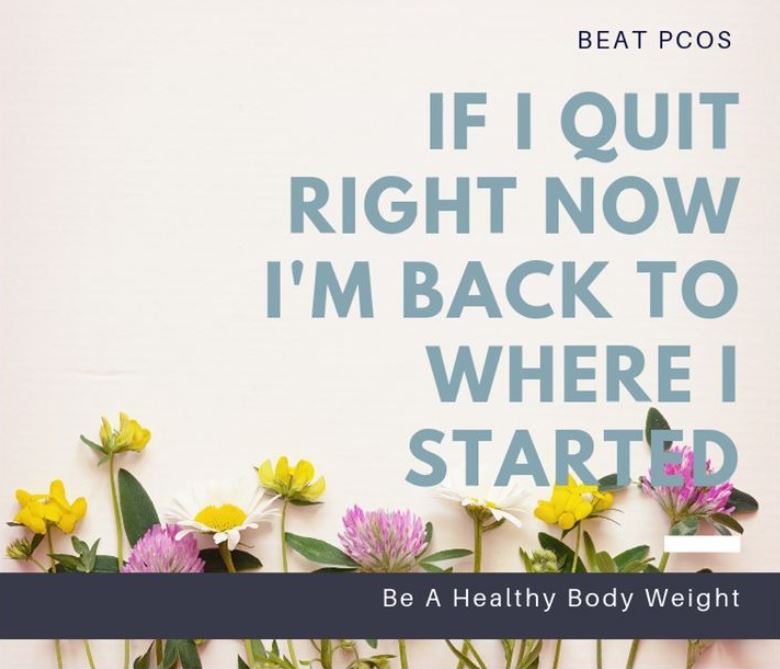 BEAT PCOS
IF I QUIT
RIGHT NOW
I'M BACK TO
WHERE I
STARTED
Be A Healthy Body Weight